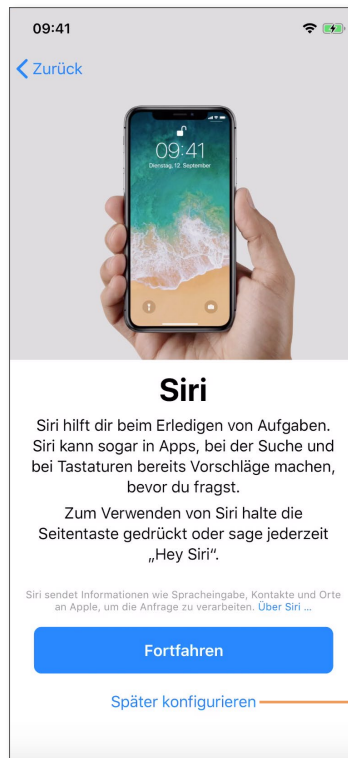 09:41
Zurück
09:41
Dienstag, 12. September
Siri
Siri hilft dir beim Erledigen von Aufgaben.
Siri kann sogar in Apps, bei der Suche und
bei Tastaturen bereits Vorschläge machen,
bevor du fragst.
Zum Verwenden von Siri halte die
Seitentaste gedrückt oder sage jederzeit
„Hey Siri“.
Siri sendet Informationen wie Spracheingabe, Kontakte und Orte
an Apple, um die Anfrage zu verarbeiten. Über Siri ...
Fortfahren
Später konfigurieren